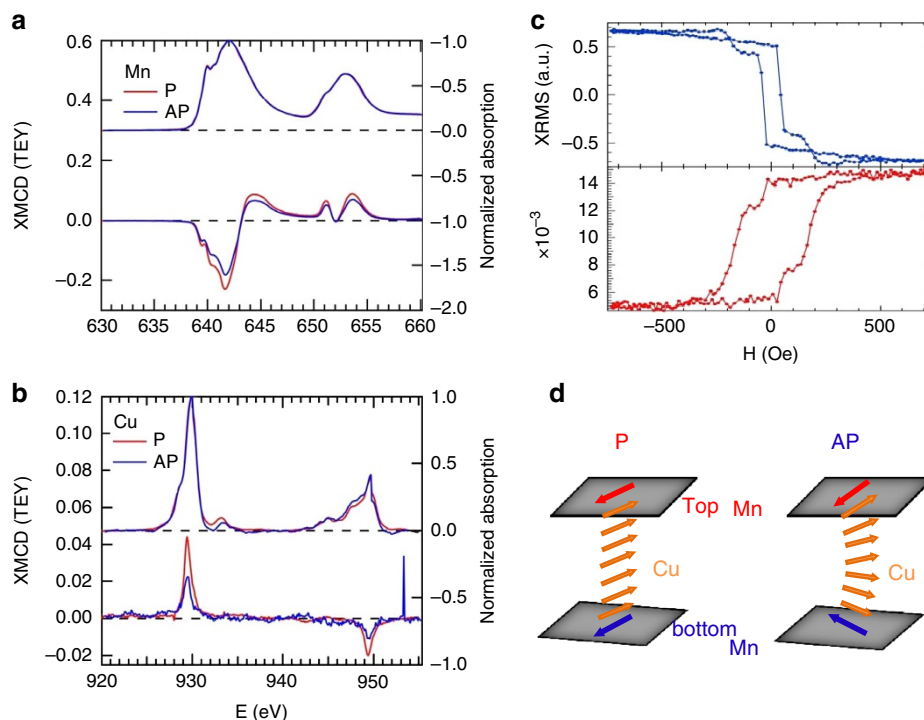 a
0.6
0.4
0.2
0.0
−0.2
XMCD (TEY)
Mn
P
AP
−1.0
−0.5
−0.0
−0.5
−1.0
−1.5
−2.0
Normalized absorption
630 635 640 645 650 655 660
b
0.12
0.10
0.08
0.06
0.04
0.02
0.00
−0.02
XMCD (TEY)
XMCD (TEY)
Cu
P
AP
1.0
0.5
0.0
−0.5
−1.0
Normalized absorption
920 930 940 950
E (eV)
c
XRMS (a.u.)
0.5
0.0
−0.5
×10−3
14
12
10
8
6
−500 0 500
H (Oe)
d
P AP
Top Mn
Cu Cu
bottom
Mn